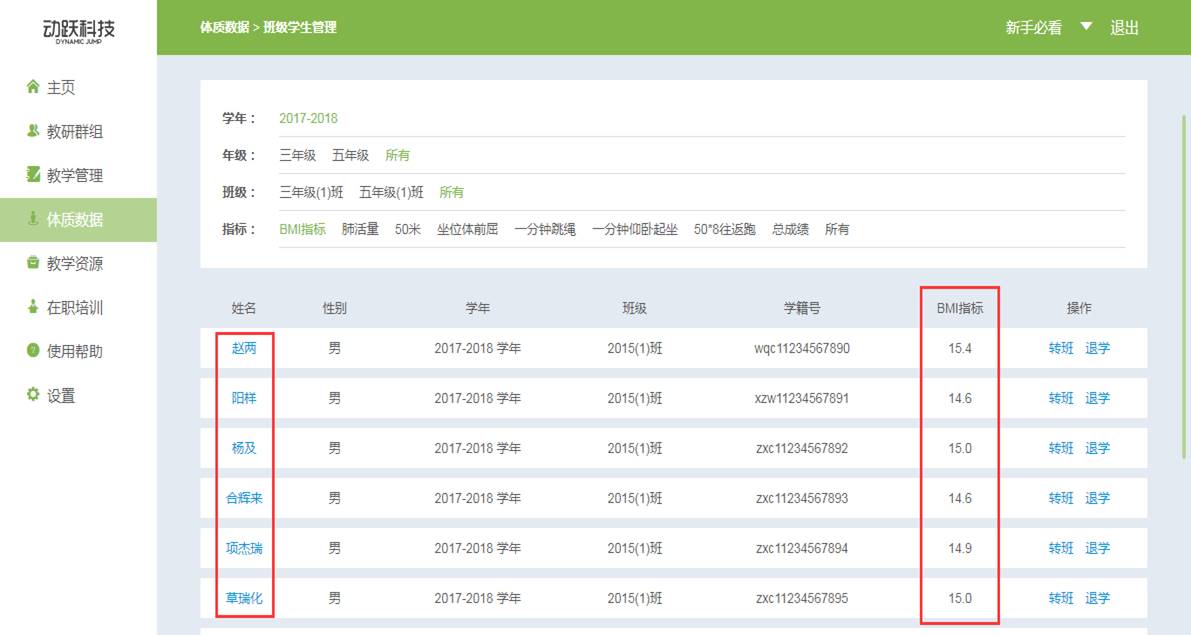 动跃科技
DYNAMIC JUMP
体质数据 > 班级学生管理
新手必看 退出
主页
教研群组
教学管理
体质数据
教学资源
在职培训
使用帮助
设置
学年： 2017-2018
年级： 三年级 五年级 所有
班级： 三年级(1)班 五年级(1)班 所有
指标： BMI指标 肺活量 50米 坐位体前屈 一分钟跳绳 一分钟仰卧起坐 50*8往返跑 总成绩 所有
姓名 性别 学年 班级 学籍号 BMI指标 操作
赵两 男 2017-2018 学年 2015(1)班 wqc11234567890 15.4 转班 退学
阳样 男 2017-2018 学年 2015(1)班 xzw11234567891 14.6 转班 退学
杨及 男 2017-2018 学年 2015(1)班 zxc11234567892 15.0 转班 退学
合辉来 男 2017-2018 学年 2015(1)班 zxc11234567893 14.6 转班 退学
项杰瑞 男 2017-2018 学年 2015(1)班 zxc11234567894 14.9 转班 退学
草瑞化 男 2017-2018 学年 2015(1)班 zxc11234567895 15.0 转班 退学